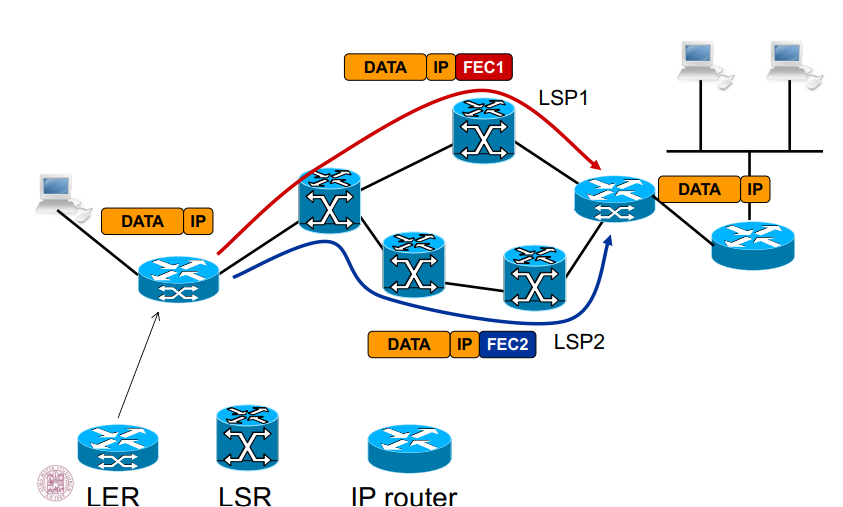 DATA IP FEC1
LSP1
DATA IP
DATA IP
DATA IP FEC2
LSP2
LER
LSR
IP router